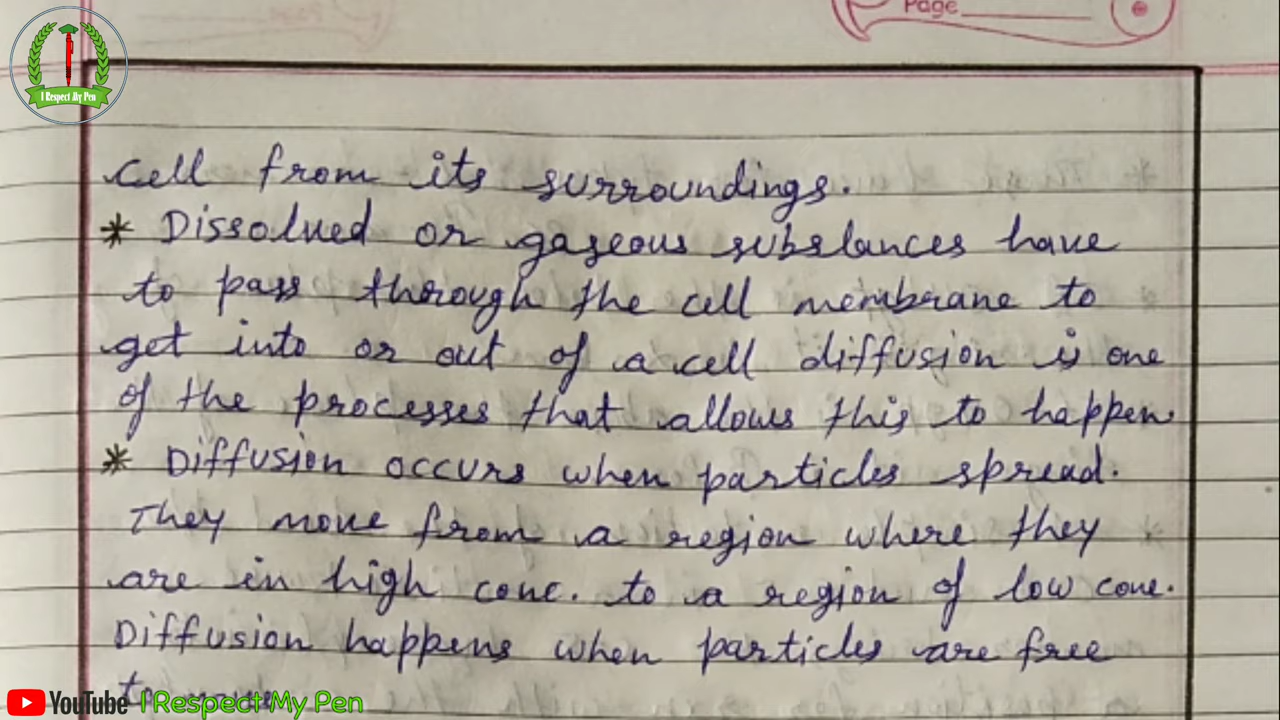 Page
I Respect My Pen
Cell from its surroundings.
* Dissolved or gaseous substances have
to pass through the cell membrane to
get into or out of a cell diffusion is one
of the processes that allows this to happen
* Diffusion occurs when particles spread.
They move from a region where they
are in high conc. to a region of low conc.
Diffusion happens when particles are free
to move
YouTube I Respect My Pen